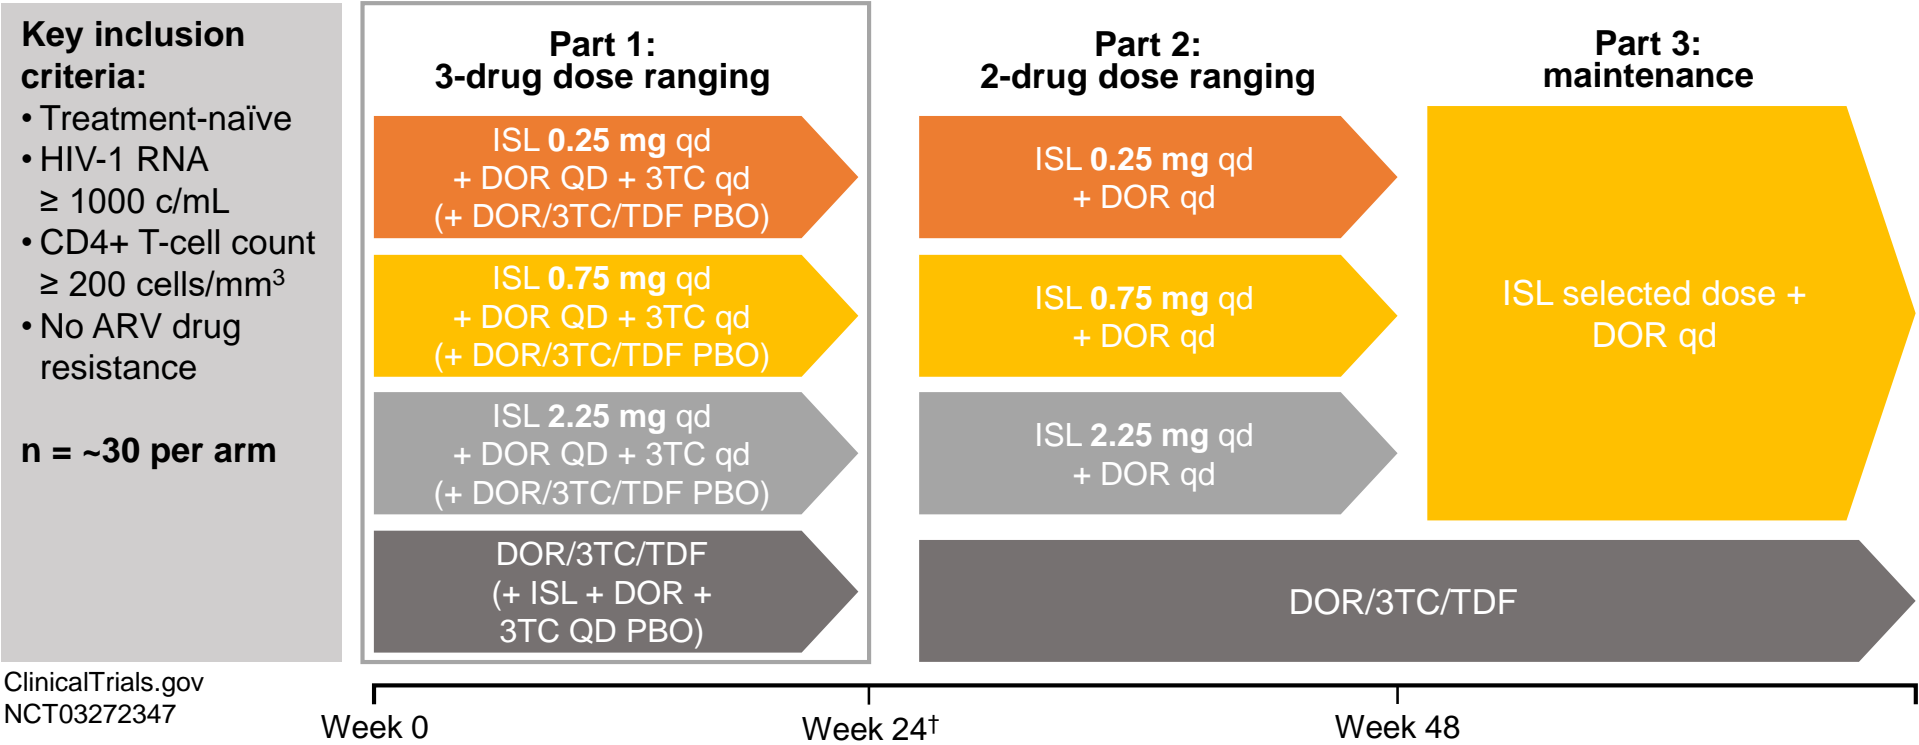 Key inclusion
criteria:
• Treatment-naïve
• HIV-1 RNA
≥ 1000 c/mL
• CD4+ T-cell count
≥ 200 cells/mm³
• No ARV drug
resistance
n = ~30 per arm
Part 1:
3-drug dose ranging
ISL 0.25 mg qd
+ DOR QD + 3TC qd
(+ DOR/3TC/TDF PBO)
ISL 0.75 mg qd
+ DOR QD + 3TC qd
(+ DOR/3TC/TDF PBO)
ISL 2.25 mg qd
+ DOR QD + 3TC qd
(+ DOR/3TC/TDF PBO)
DOR/3TC/TDF
(+ ISL + DOR +
3TC QD PBO)
Part 2:
2-drug dose ranging
ISL 0.25 mg qd
+ DOR qd
ISL 0.75 mg qd
+ DOR qd
ISL 2.25 mg qd
+ DOR qd
Part 3:
maintenance
ISL selected dose +
DOR qd
DOR/3TC/TDF
ClinicalTrials.gov
NCT03272347
Week 0
Week 24†
Week 48